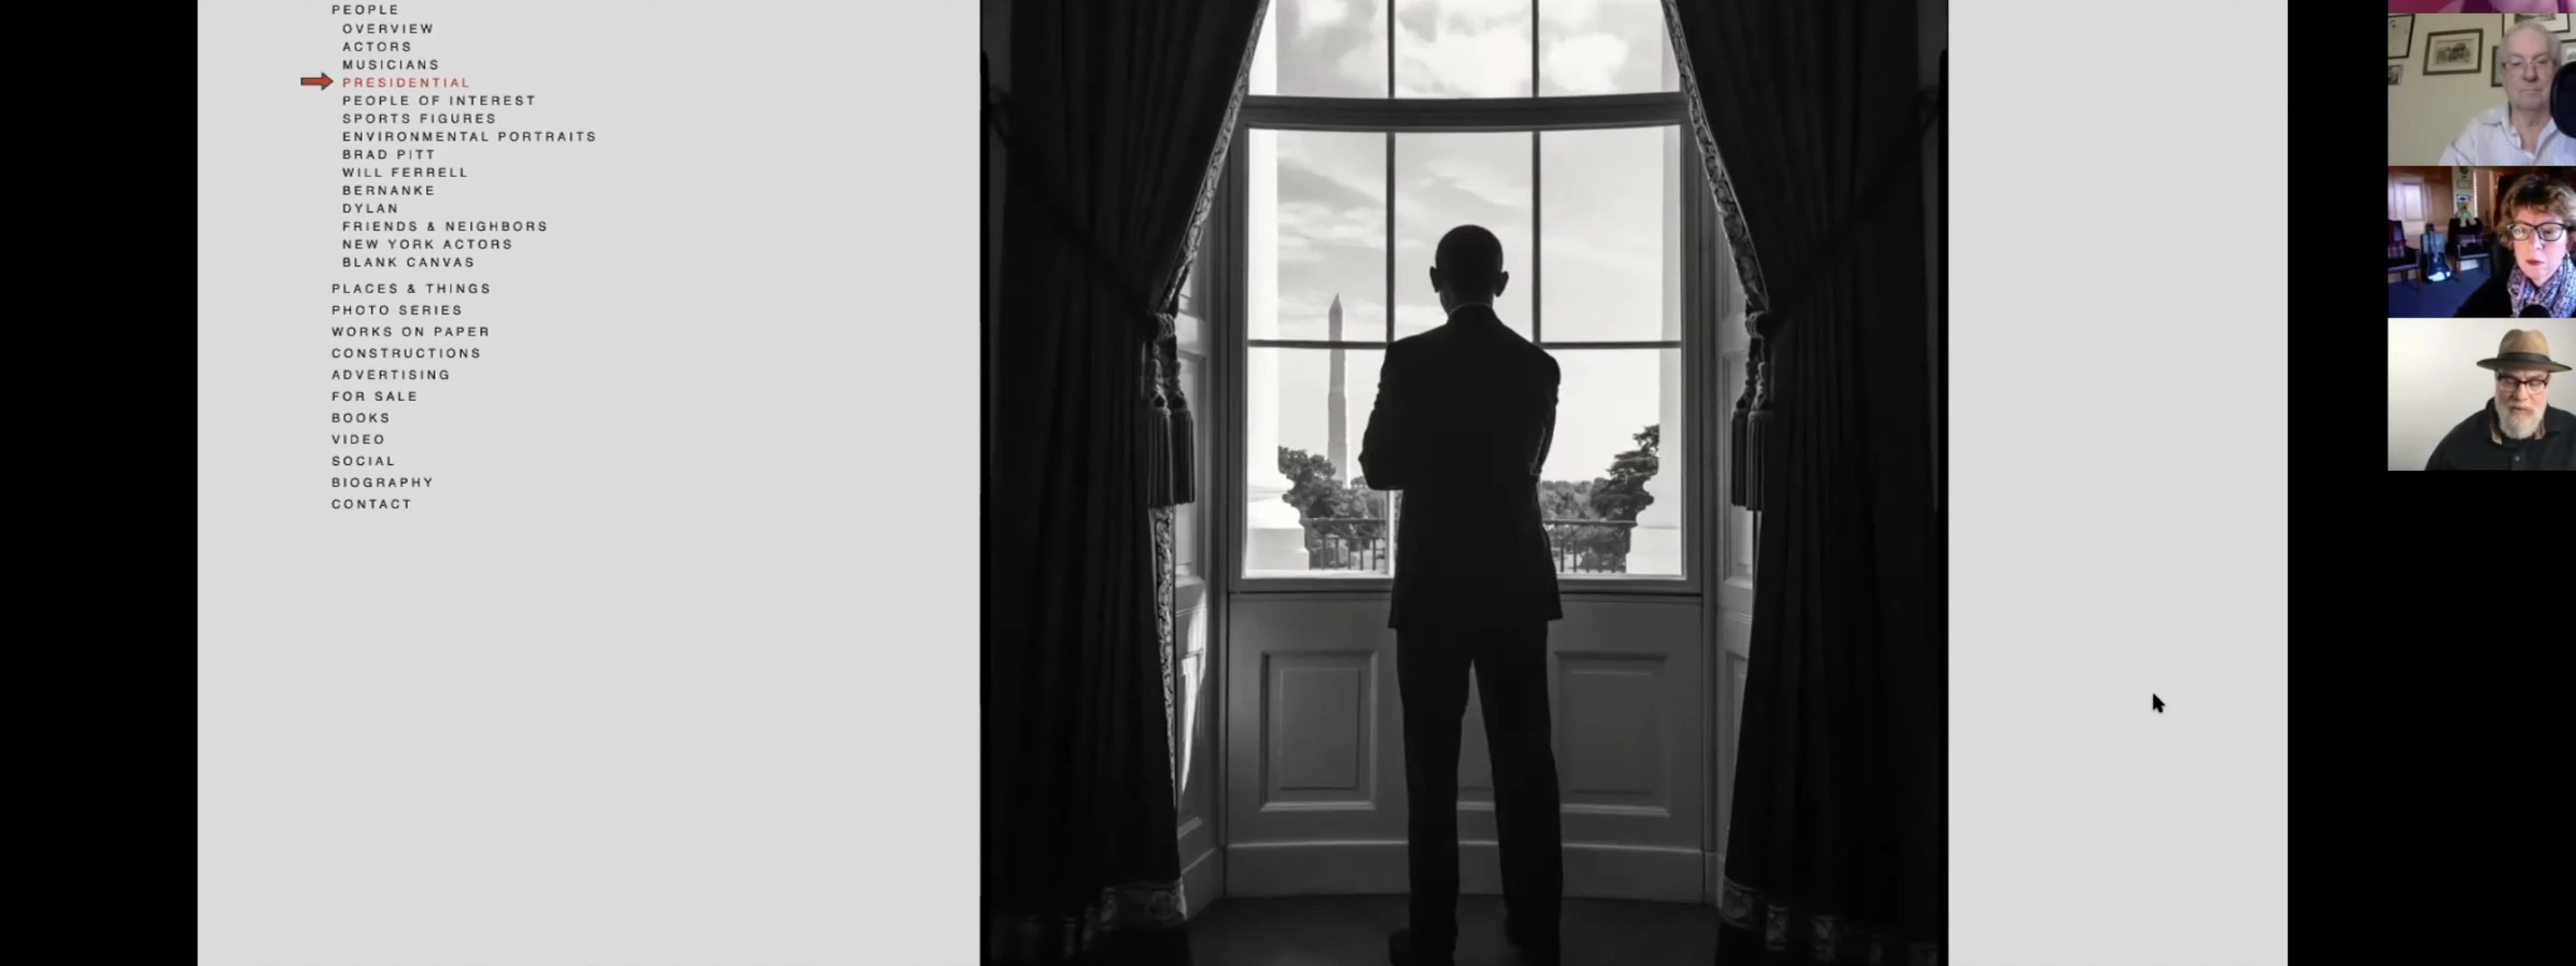 PEOPLE
OVERVIEW
ACTORS
MUSICIANS
PRESIDENTIAL
PEOPLE OF INTEREST
SPORTS FIGURES
ENVIRONMENTAL PORTRAITS
BRAD PITT
WILL FERRELL
BERNANKE
DYLAN
FRIENDS & NEIGHBORS
NEW YORK ACTORS
BLANK CANVAS
PLACES & THINGS
PHOTO SERIES
WORKS ON PAPER
CONSTRUCTIONS
ADVERTISING
FOR SALE
BOOKS
VIDEO
SOCIAL
BIOGRAPHY
CONTACT